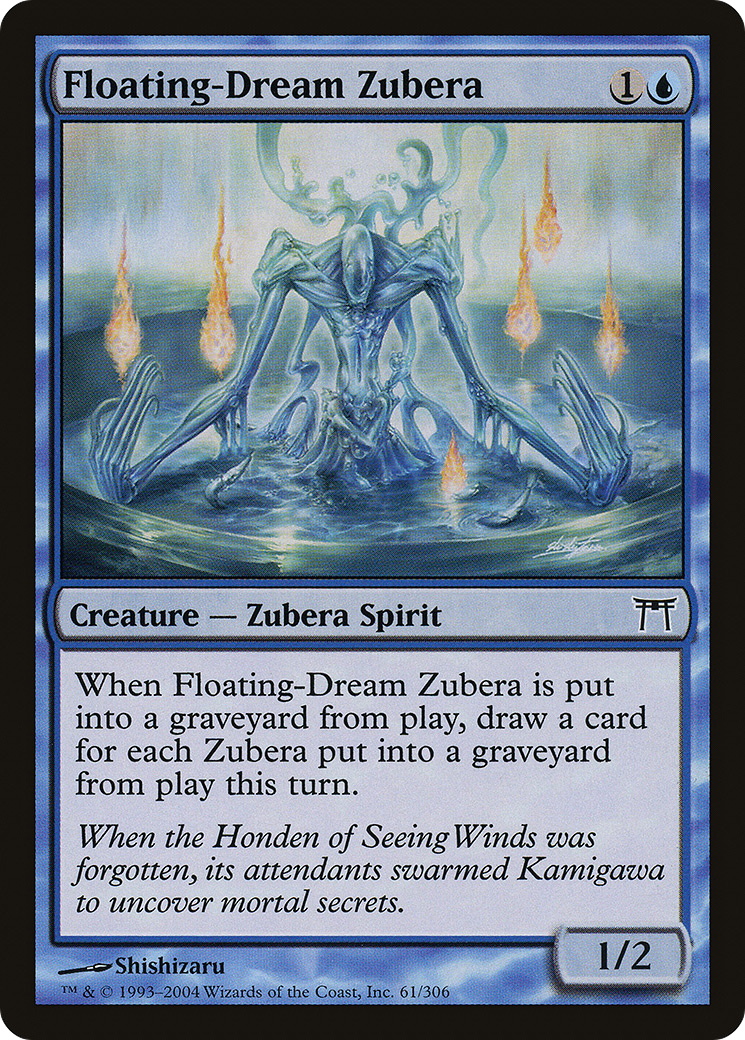 Floating-Dream Zubera
1
Creature — Zubera Spirit
When Floating-Dream Zubera is put
into a graveyard from play, draw a card
for each Zubera put into a graveyard
from play this turn.
When the Honden of Seeing Winds was
forgotten, its attendants swarmed Kamigawa
to uncover mortal secrets.
1/2
Shishizaru
™ & © 1993–2004 Wizards of the Coast, Inc. 61/306